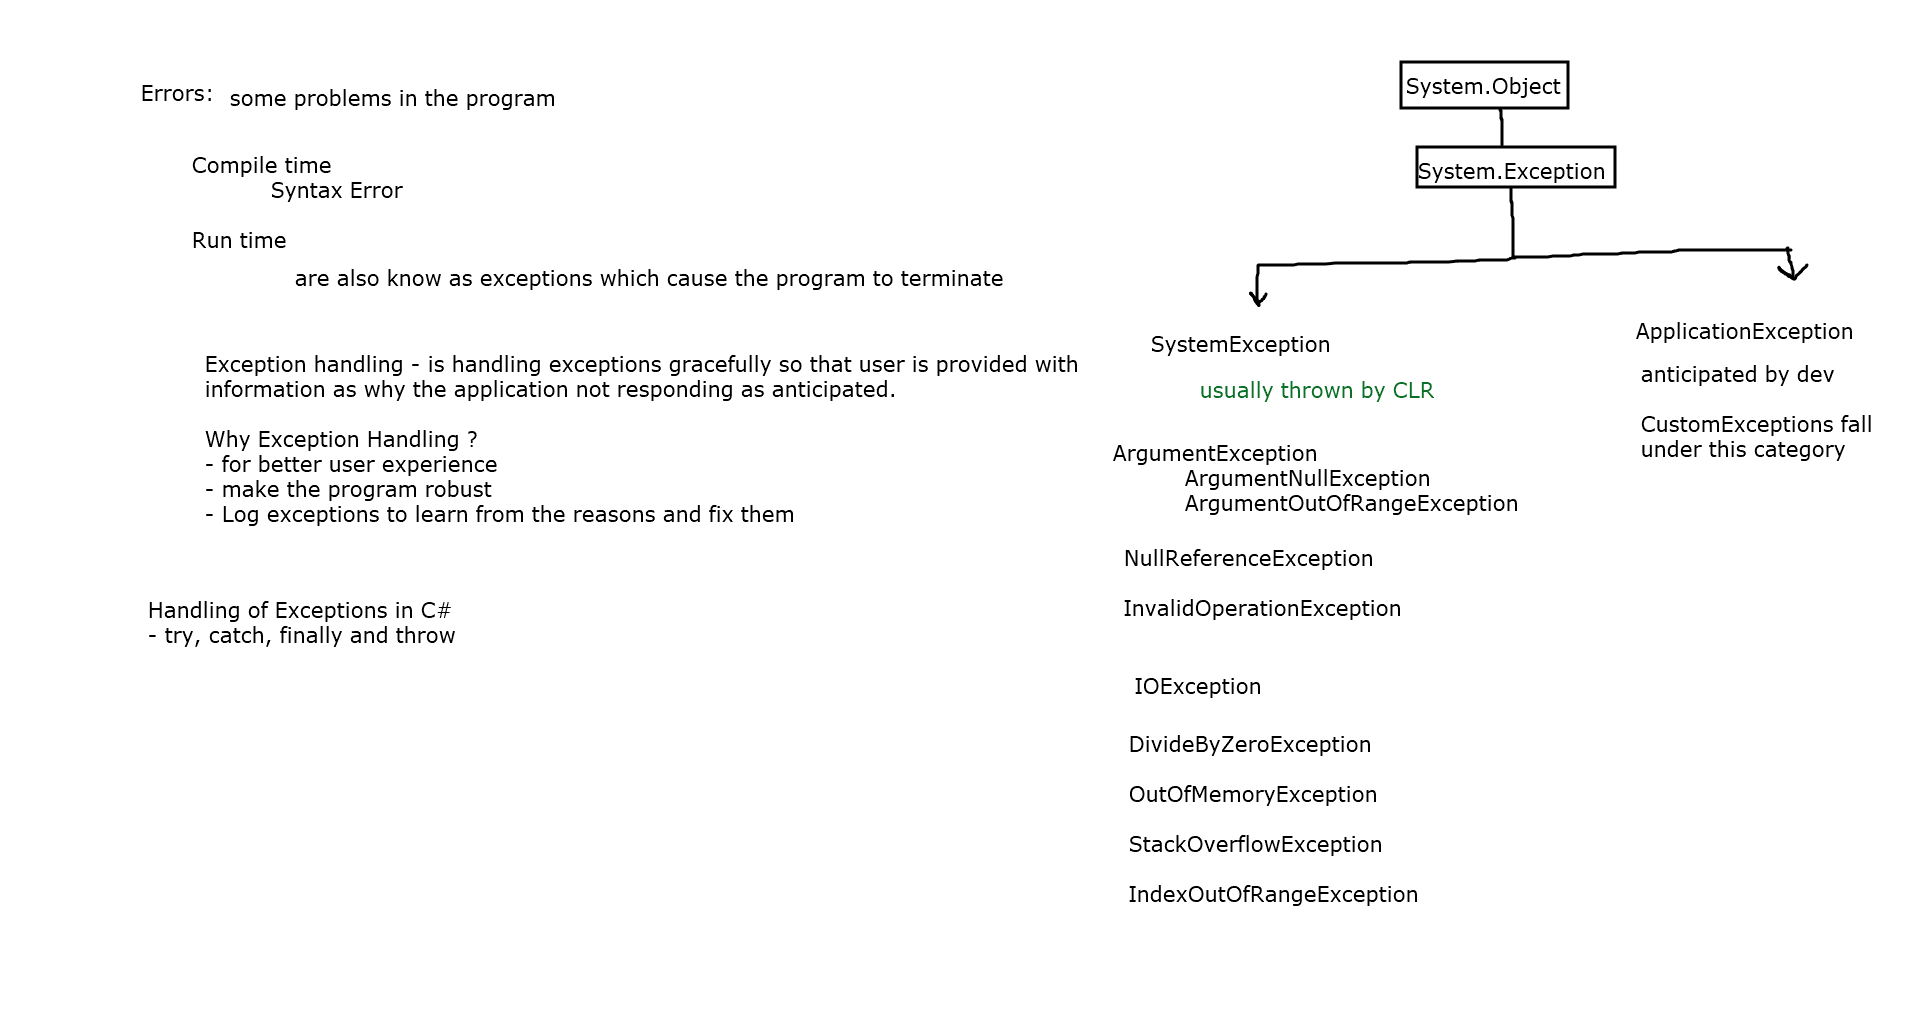 Errors: some problems in the program
Compile time
Syntax Error
Run time
are also know as exceptions which cause the program to terminate
Exception handling - is handling exceptions gracefully so that user is provided with
information as why the application not responding as anticipated.
Why Exception Handling ?
- for better user experience
- make the program robust
- Log exceptions to learn from the reasons and fix them
Handling of Exceptions in C#
- try, catch, finally and throw
System.Object
System.Exception
SystemException
usually thrown by CLR
ArgumentException
ArgumentNullException
ArgumentOutOfRangeException
NullReferenceException
InvalidOperationException
IOException
DivideByZeroException
OutOfMemoryException
StackOverflowException
IndexOutOfRangeException
ApplicationException
anticipated by dev
CustomExceptions fall
under this category